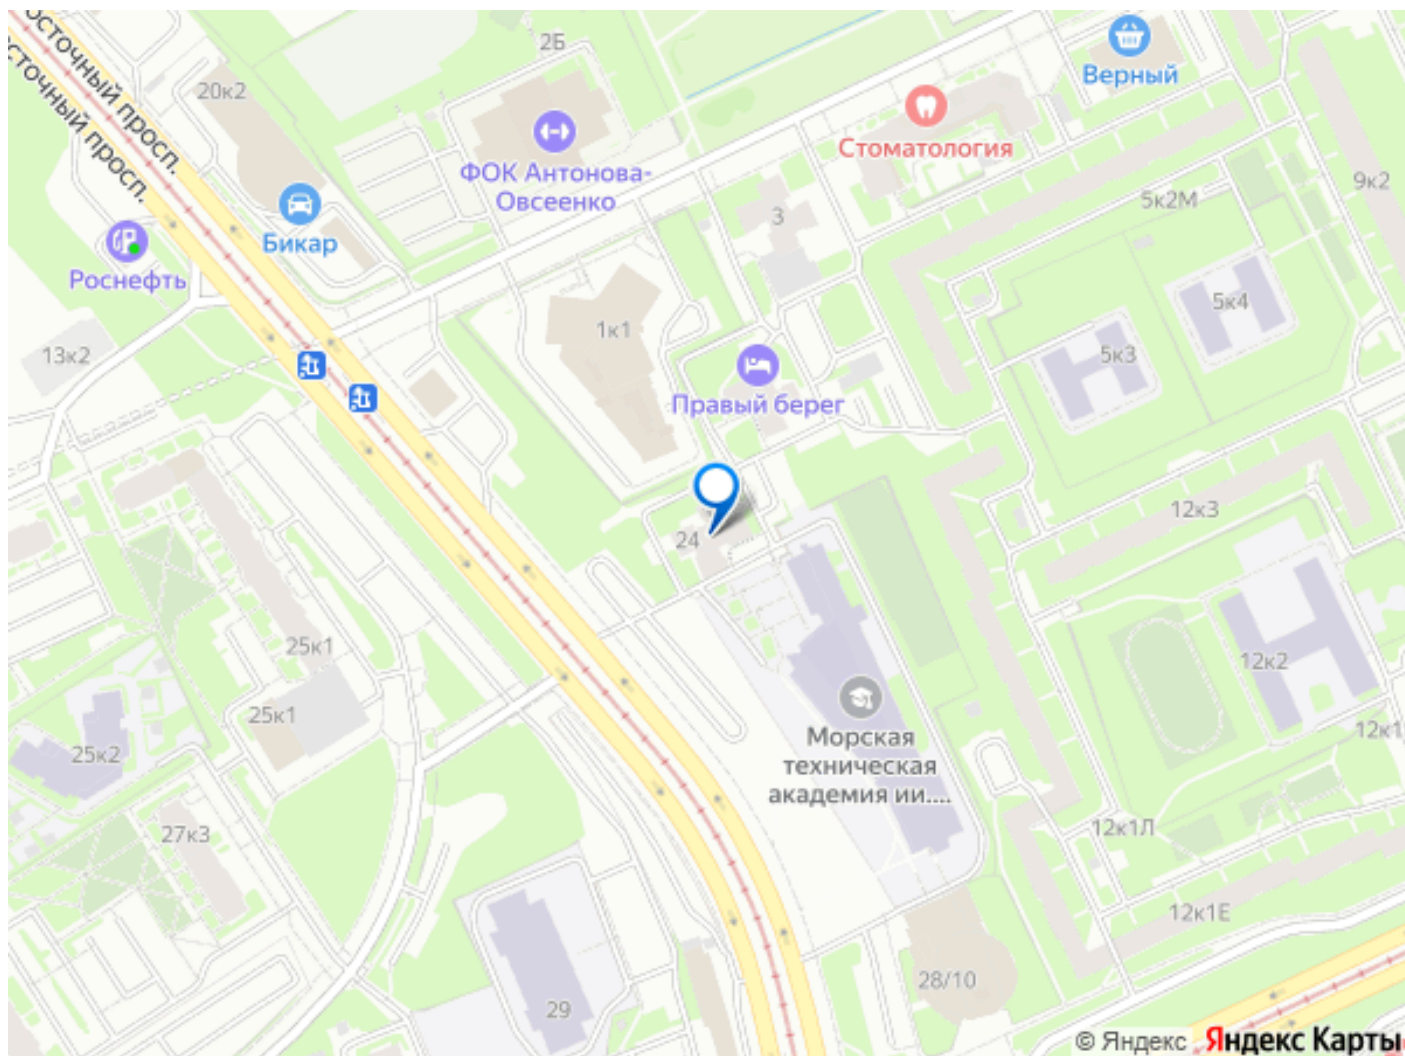 осточный просп.
сточный просп.
2Б
20к2
ФОК Антонова-
Овсеенко
Верный
Стоматология
9к2
5к2М
3
Бикар
Роснефть
5к4
1к1
5к3
13к2
Правый берег
12к3
24
25к1
12к2
25к1
25к2
Морская
техническая
академия ии....
12к1
27к3
12к1Л
12к1Е
28/10
29
© Яндекс Яндекс Карты